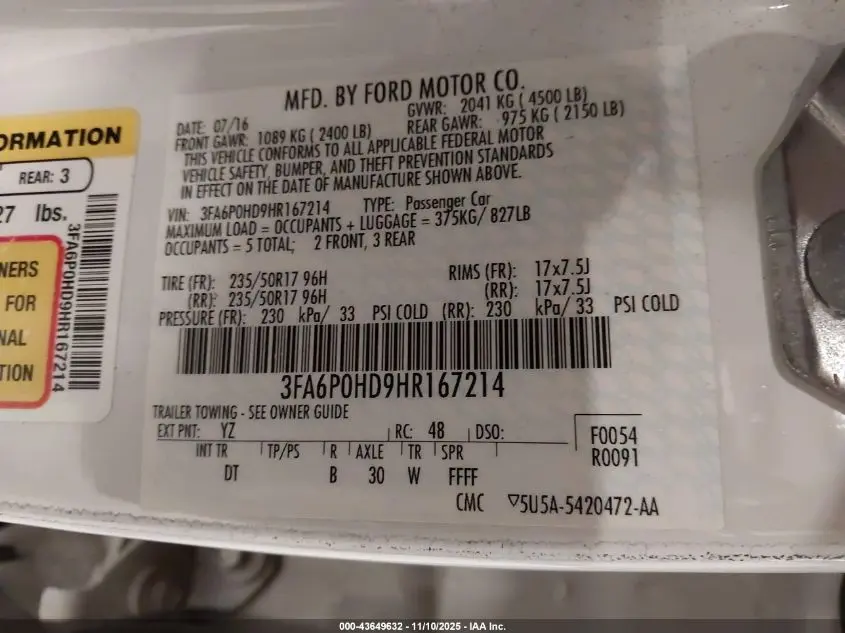 MFD. BY FORD MOTOR CO.
DATE: 07/16 GVWR: 2041 KG ( 4500 LB)
FRONT GAWR: 1089 KG ( 2400 LB) REAR GAWR: 975 KG ( 2150 LB)
THIS VEHICLE CONFORMS TO ALL APPLICABLE FEDERAL MOTOR
VEHICLE SAFETY, BUMPER, AND THEFT PREVENTION STANDARDS
IN EFFECT ON THE DATE OF MANUFACTURE SHOWN ABOVE.
VIN: 3FA6P0HD9HR167214 TYPE: Passenger Car
MAXIMUM LOAD = OCCUPANTS + LUGGAGE = 375KG/ 827LB
OCCUPANTS = 5 TOTAL; 2 FRONT, 3 REAR
TIRE (FR): 235/50R17 96H RIMS (FR): 17x7.5J
(RR): 235/50R17 96H (RR): 17x7.5J
PRESSURE (FR): 230 kPa/ 33 PSI COLD (RR): 230 kPa/ 33 PSI COLD
3FA6P0HD9HR167214
TRAILER TOWING - SEE OWNER GUIDE
EXT PNT: YZ RC: 48 DSO: F0054
INT TR TP/PS R AXLE TR SPR R0091
DT B 30 W FFFF
CMC ▽5U5A-5420472-AA
ORMATION
REAR: 3
27 lbs.
3FA6P0HD9HR167214
NERS
FOR
NAL
TION
000-43649632 - 11/10/2025 - IAA Inc.